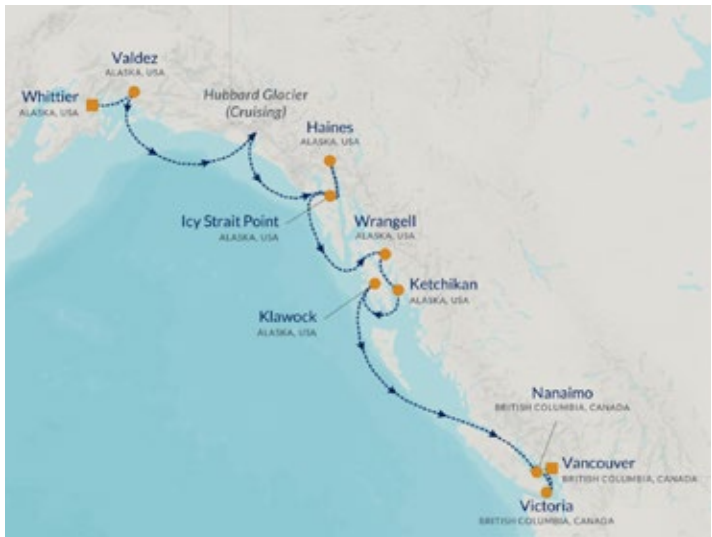 Valdez
ALASKA, USA
Whittier
ALASKA, USA
Hubbard Glacier
(Cruising)
Haines
ALASKA, USA
Icy Strait Point
ALASKA, USA
Wrangell
ALASKA, USA
Ketchikan
ALASKA, USA
Klawock
ALASKA, USA
Nanaimo
BRITISH COLUMBIA, CANADA
Vancouver
BRITISH COLUMBIA, CANADA
Victoria
BRITISH COLUMBIA, CANADA